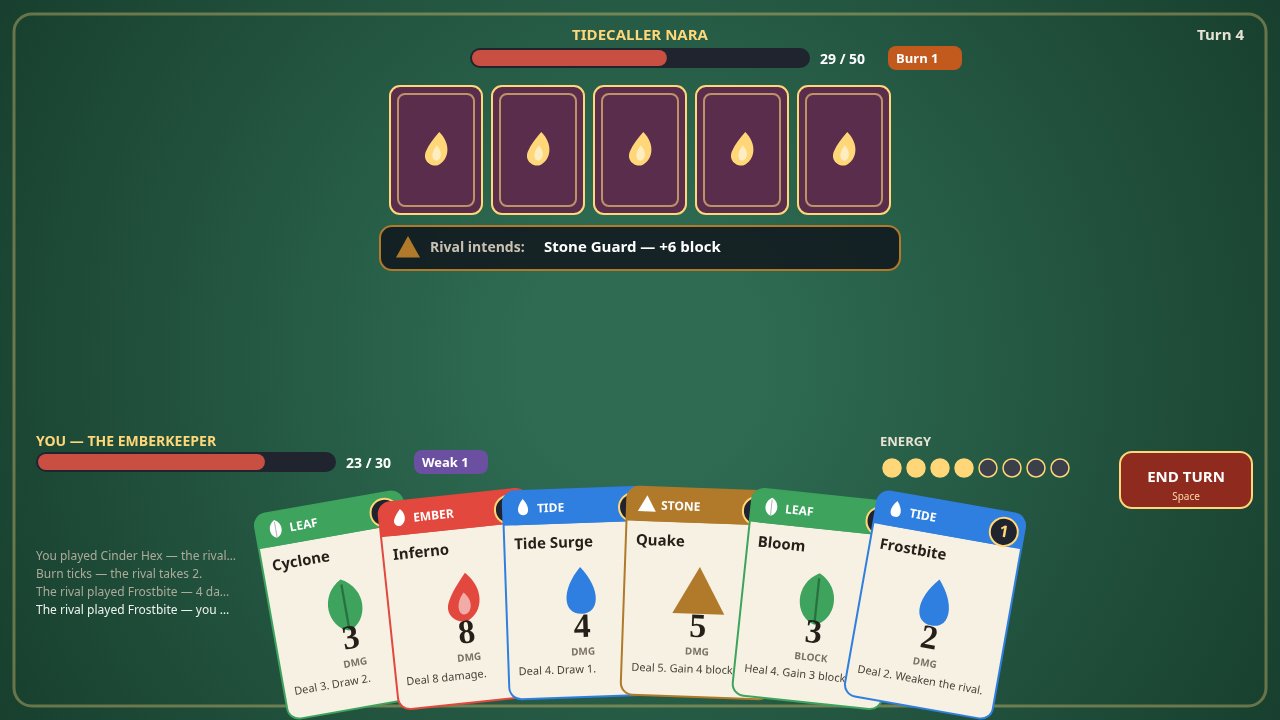 TIDECALLER NARA
Turn 4
29 / 50
Burn 1
Rival intends: Stone Guard — +6 block
YOU — THE EMBERKEEPER
23 / 30
Weak 1
ENERGY
END TURN
Space
You played Cinder Hex — the rival...
Burn ticks — the rival takes 2.
The rival played Frostbite — 4 da...
The rival played Frostbite — you ...
LEAF
Cyclone
3
DMG
Deal 3. Draw 2.
EMBER
Inferno
8
DMG
Deal 8 damage.
TIDE
Tide Surge
4
DMG
Deal 4. Draw 1.
STONE
Quake
5
DMG
Deal 5. Gain 4 block
LEAF
Bloom
3
BLOCK
Heal 4. Gain 3 block
TIDE
1
Frostbite
2
DMG
Deal 2. Weaken the rival.